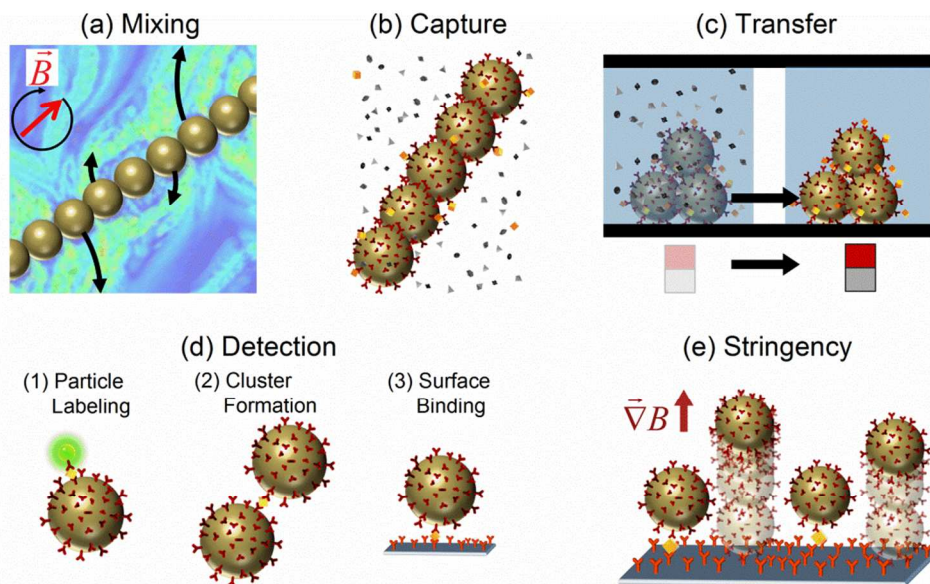 (a) Mixing
B
(b) Capture
(c) Transfer
(d) Detection
(1) Particle
Labeling
(2) Cluster
Formation
(3) Surface
Binding
(e) Stringency
∇B